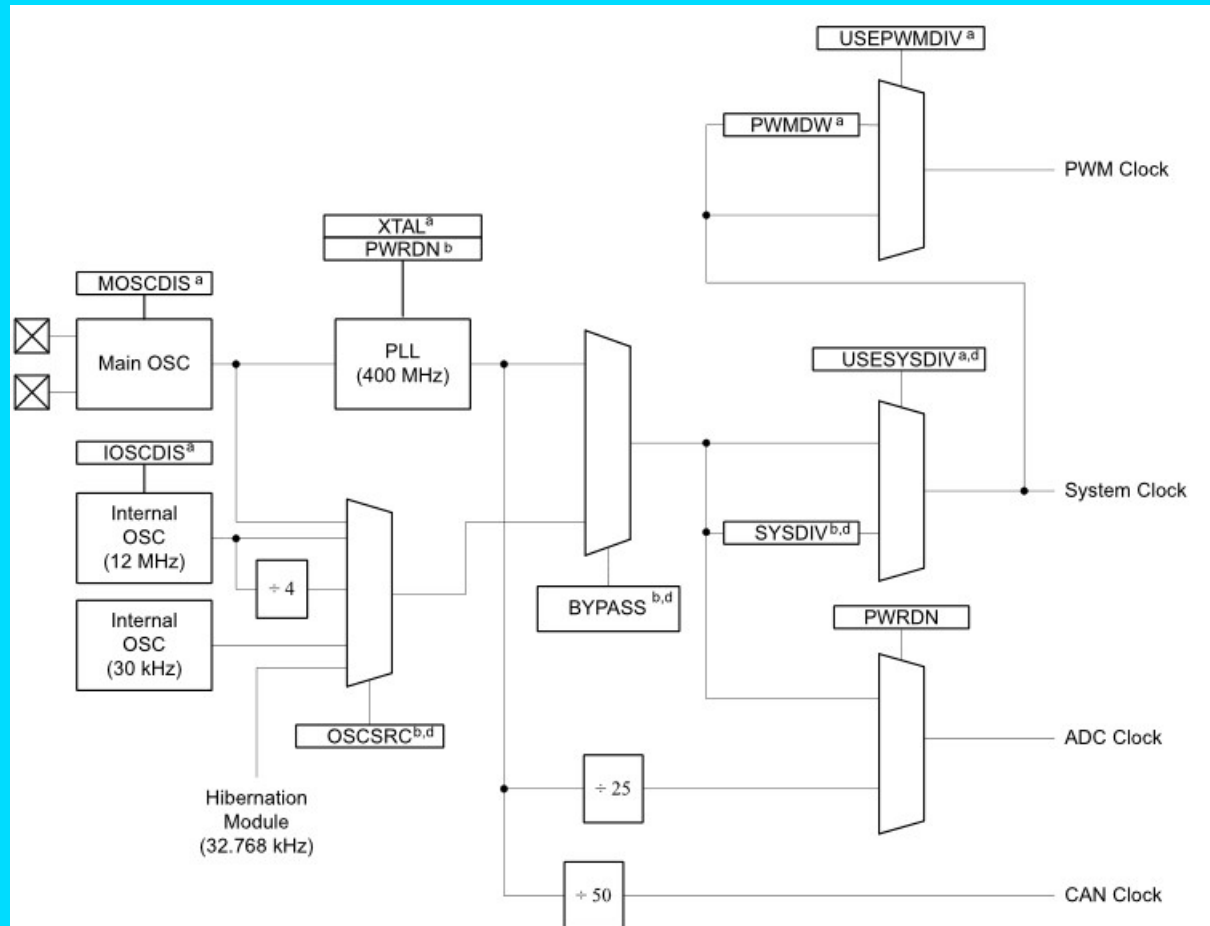 USEPWMDIV a
PWMDW a
PWM Clock
XTAL a
PWRDN b
MOSCDIS a
Main OSC
PLL
(400 MHz)
USESYSDIV a,d
IOSCDIS a
Internal
OSC
(12 MHz)
÷ 4
System Clock
SYSDIV b,d
BYPASS b,d
Internal
OSC
(30 kHz)
PWRDN
OSCSRC b,d
ADC Clock
÷ 25
Hibernation
Module
(32.768 kHz)
÷ 50
CAN Clock